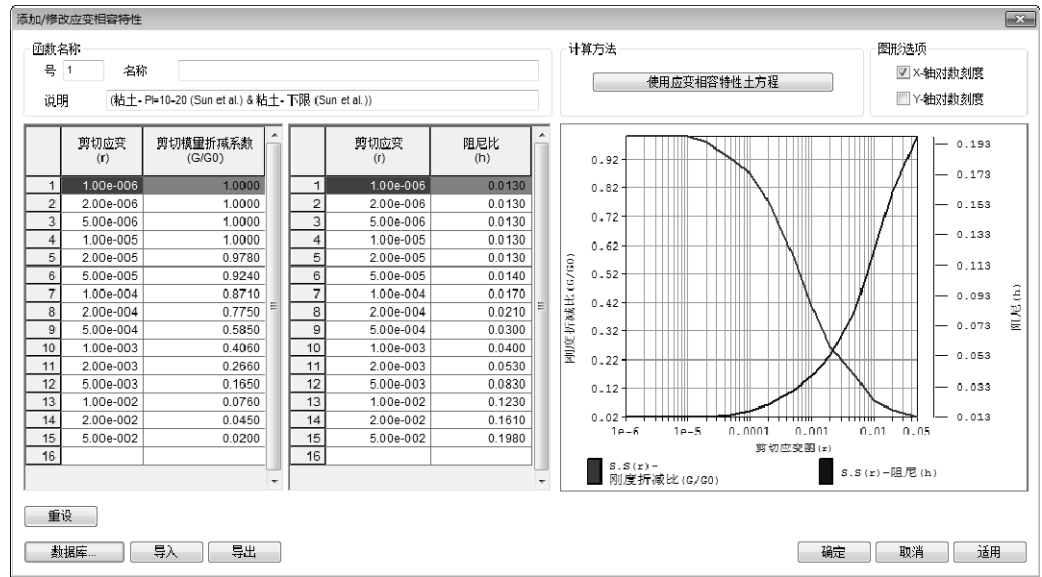 添加/修改应变相容特性
函数名称
号 1 名称
说明 (粘土- PI=10-20 (Sun et al.) & 粘土- 下限 (Sun et al.))
计算方法
使用应变相容特性土方程
图形选项
X-轴对数刻度
Y-轴对数刻度
剪切应变 (r) 剪切模量折减系数 (G/G0)
1 1.00e-006 1.0000
2 2.00e-006 1.0000
3 5.00e-006 1.0000
4 1.00e-005 1.0000
5 2.00e-005 0.9780
6 5.00e-005 0.9240
7 1.00e-004 0.8710
8 2.00e-004 0.7750
9 5.00e-004 0.5850
10 1.00e-003 0.4060
11 2.00e-003 0.2660
12 5.00e-003 0.1650
13 1.00e-002 0.0760
14 2.00e-002 0.0450
15 5.00e-002 0.0200
16
剪切应变 (r) 阻尼比 (h)
1 1.00e-006 0.0130
2 2.00e-006 0.0130
3 5.00e-006 0.0130
4 1.00e-005 0.0130
5 2.00e-005 0.0130
6 5.00e-005 0.0140
7 1.00e-004 0.0170
8 2.00e-004 0.0210
9 5.00e-004 0.0300
10 1.00e-003 0.0400
11 2.00e-003 0.0530
12 5.00e-003 0.0830
13 1.00e-002 0.1230
14 2.00e-002 0.1610
15 5.00e-002 0.1980
16
刚度折减比(G/G0)
0.92
0.82
0.72
0.62
0.52
0.42
0.32
0.22
0.12
0.02
0.193
0.173
0.153
0.133
0.113
0.093
0.073
0.053
0.033
0.013
阻尼(h)
1e-6 1e-5 0.0001 0.001 0.01 0.05
剪切应变图(r)
S.S(r)-
刚度折减比(G/G0)
S.S(r)-阻尼(h)
重设
数据库... 导入 导出
确定 取消 适用